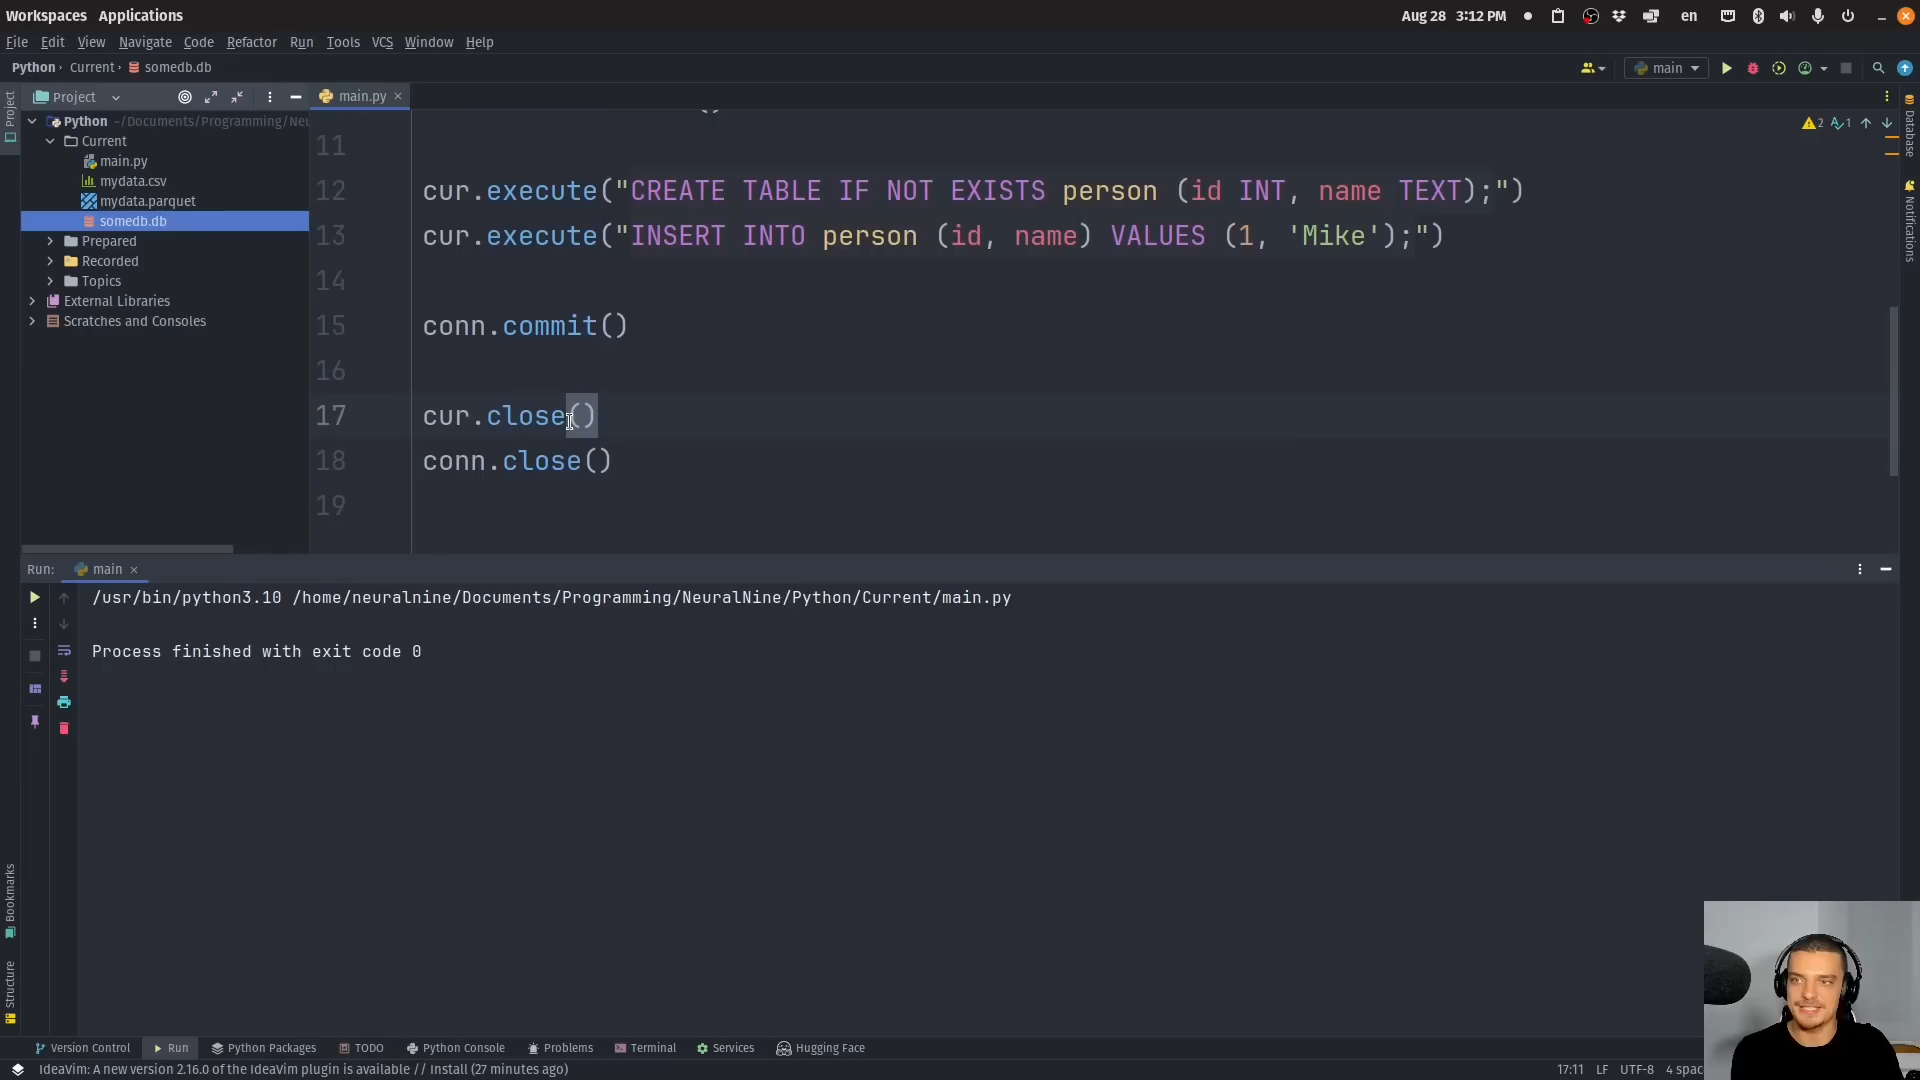 Workspaces Applications
Aug 28 3:12 PM en
File Edit View Navigate Code Refactor Run Tools VCS Window Help
Python Current somedb.db
main
Project
main.py
Python ~/Documents/Programming/Neu
Current
main.py
mydata.csv
mydata.parquet
somedb.db
Prepared
Recorded
Topics
External Libraries
Scratches and Consoles
Project
Database
Notifications
2 1
11
12 cur.execute("CREATE TABLE IF NOT EXISTS person (id INT, name TEXT);")
13 cur.execute("INSERT INTO person (id, name) VALUES (1, 'Mike');")
14
15 conn.commit()
16
17 cur.close()
18 conn.close()
19
Run: main
/usr/bin/python3.10 /home/neuralnine/Documents/Programming/NeuralNine/Python/Current/main.py
Process finished with exit code 0
Bookmarks
Structure
Version Control Run Python Packages TODO Python Console Problems Terminal Services Hugging Face
IdeaVim: A new version 2.16.0 of the IdeaVim plugin is available // Install (27 minutes ago)
17:11 LF UTF-8 4 spac